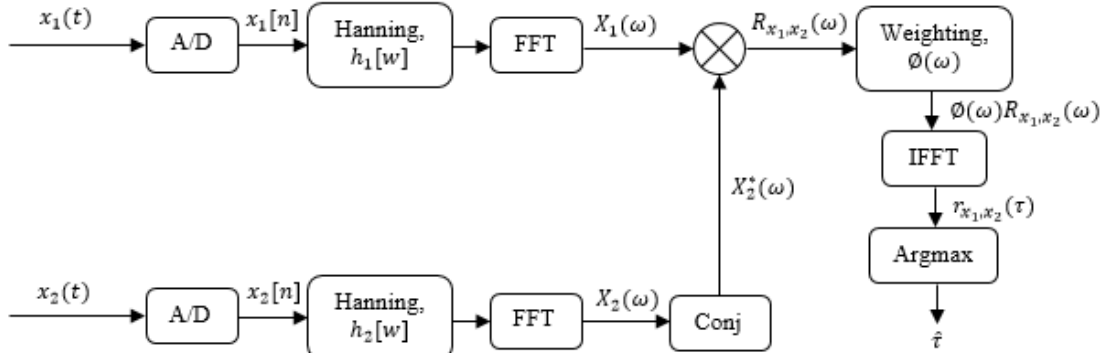 x₁(t)
A/D
x₁[n]
Hanning,
h₁[w]
FFT
X₁(ω)
R_{x₁,x₂}(ω)
Weighting,
Ø(ω)
Ø(ω)R_{x₁,x₂}(ω)
IFFT
X₂*(ω)
r_{x₁,x₂}(τ)
Argmax
x₂(t)
A/D
x₂[n]
Hanning,
h₂[w]
FFT
X₂(ω)
Conj
τ̂